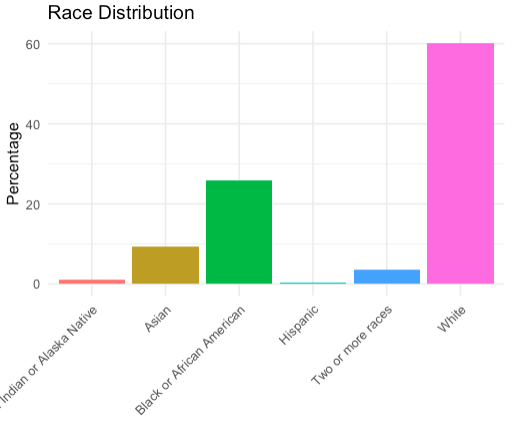 Race Distribution
Percentage
60
40
20
0
Indian or Alaska Native
Asian
Black or African American
Hispanic
Two or more races
White